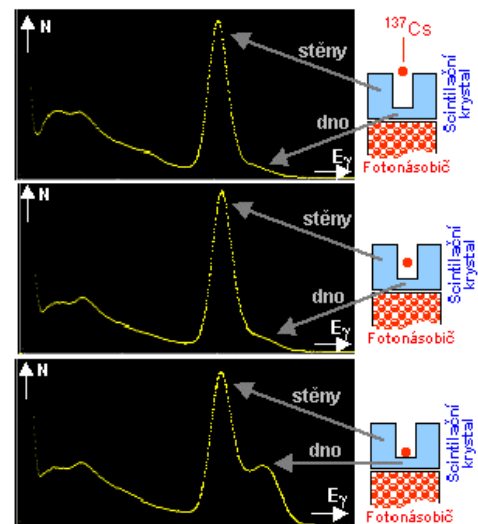 N
stěny
dno
Eγ
¹³⁷Cs
Scintilační
krystal
Fotonásobič
N
stěny
dno
Eγ
Scintilační
krystal
Fotonásobič
N
stěny
dno
Eγ
Scintilační
krystal
Fotonásobič